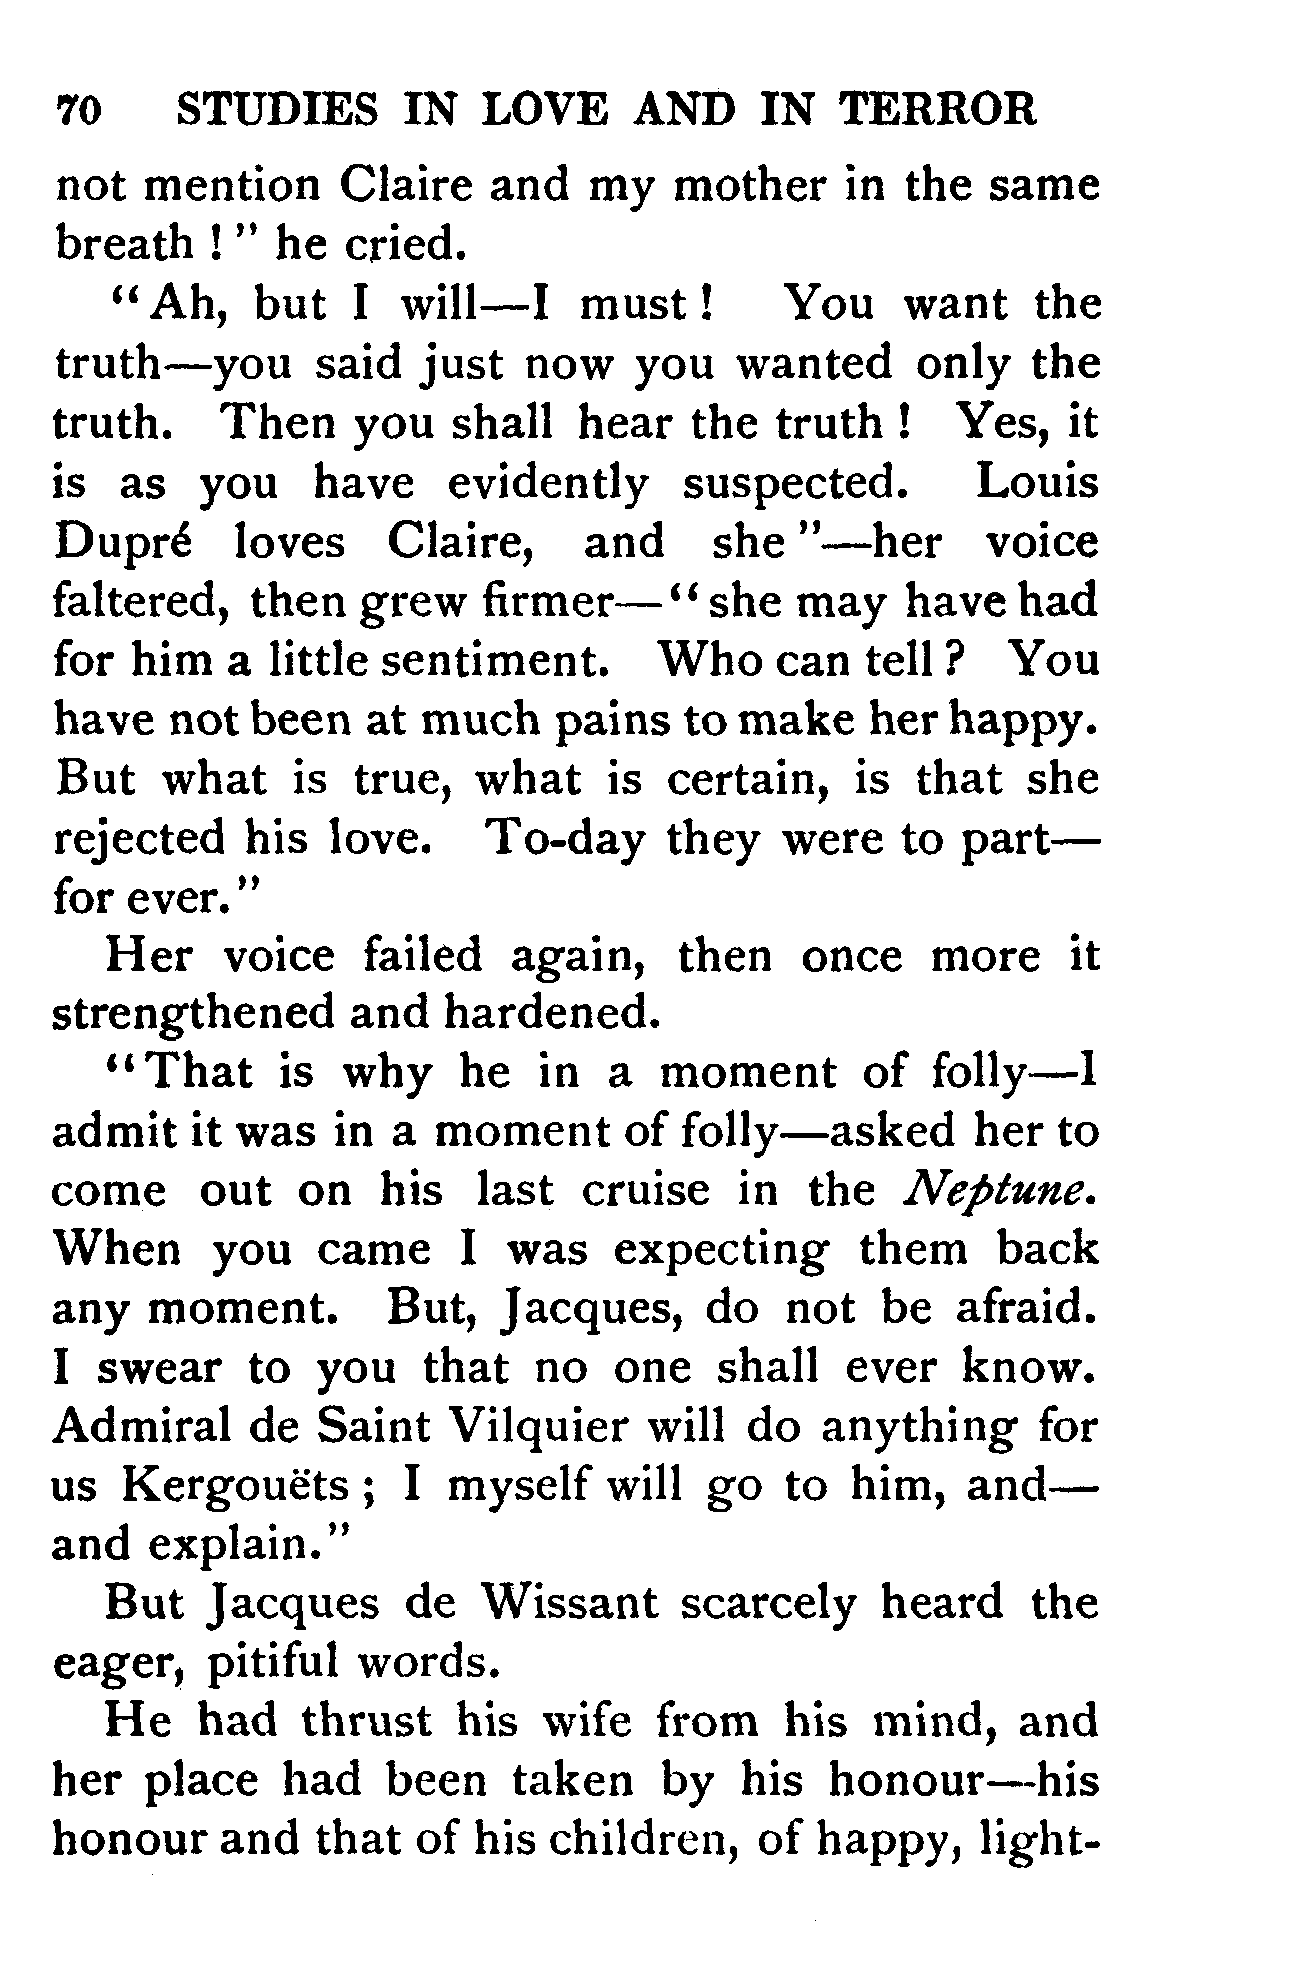 70 STUDIES IN LOVE AND IN TERROR
not mention Claire and my mother in the same
breath ! " he cried.
" Ah, but I will—I must ! You want the
truth—you said just now you wanted only the
truth. Then you shall hear the truth ! Yes, it
is as you have evidently suspected. Louis
Dupré loves Claire, and she "—her voice
faltered, then grew firmer—" she may have had
for him a little sentiment. Who can tell ? You
have not been at much pains to make her happy.
But what is true, what is certain, is that she
rejected his love. To-day they were to part—
for ever."
Her voice failed again, then once more it
strengthened and hardened.
"That is why he in a moment of folly—I
admit it was in a moment of folly—asked her to
come out on his last cruise in the Neptune.
When you came I was expecting them back
any moment. But, Jacques, do not be afraid.
I swear to you that no one shall ever know.
Admiral de Saint Vilquier will do anything for
us Kergouëts ; I myself will go to him, and—
and explain."
But Jacques de Wissant scarcely heard the
eager, pitiful words.
He had thrust his wife from his mind, and
her place had been taken by his honour—his
honour and that of his children, of happy, light-